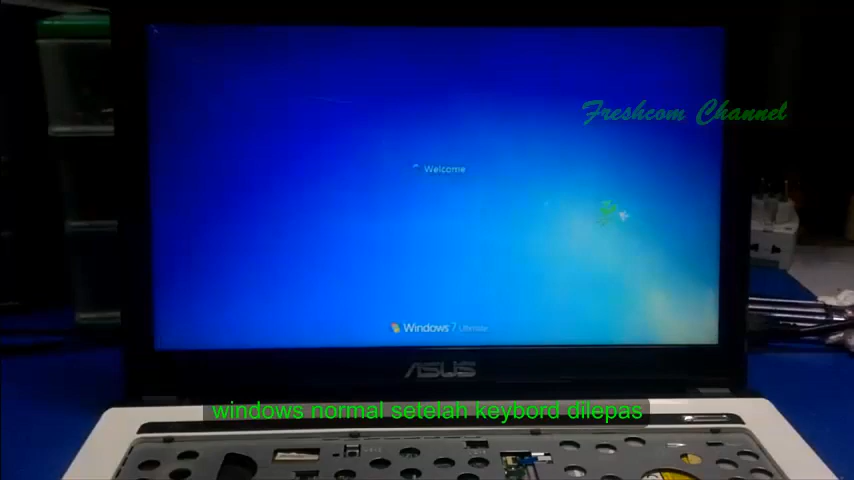 Freshcom Channel
Welcome
Windows 7 Ultimate
ASUS
windows normal setelah keybord dilepas